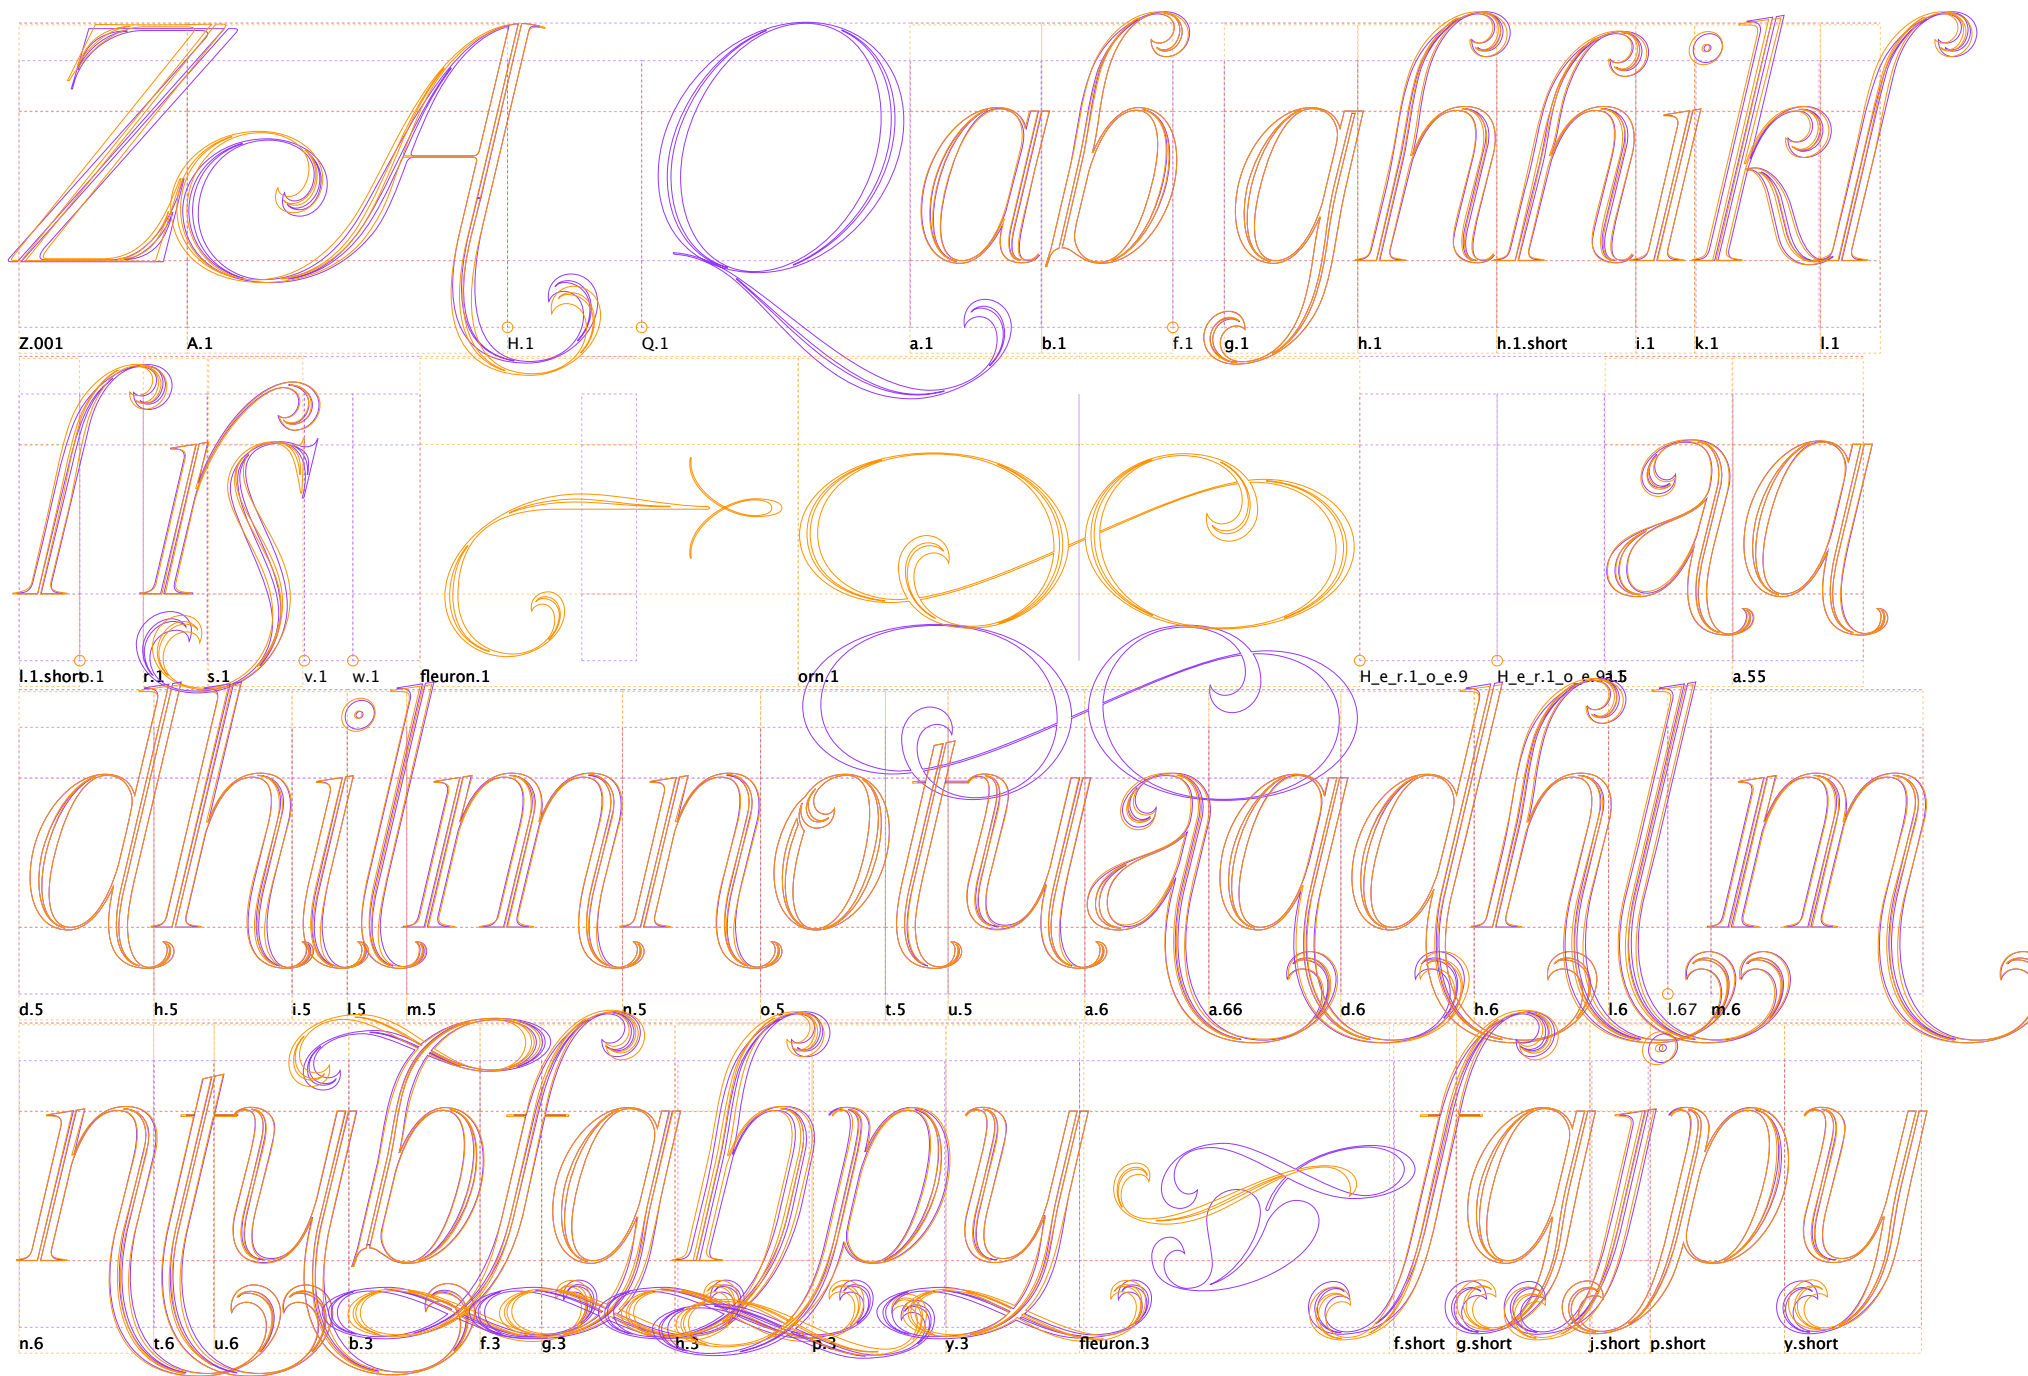 Z A Q a b g h h i k l
Z.001 A.1 H.1 Q.1 a.1 b.1 f.1 g.1 h.1 h.1.short i.1 k.1 l.1
l r s a a
l.1.short o.1 r.1 s.1 v.1 w.1 fleuron.1 orn.1 H_e_r.1_o_e.9 a.55
d h i l m n o t u a a d h l m
d.5 h.5 i.5 l.5 m.5 n.5 o.5 t.5 u.5 a.6 a.66 d.6 h.6 l.6 l.67 m.6
n t u b f g h p y f g j p y
n.6 t.6 u.6 b.3 f.3 g.3 h.3 p.3 y.3 fleuron.3 f.short g.short j.short p.short y.short